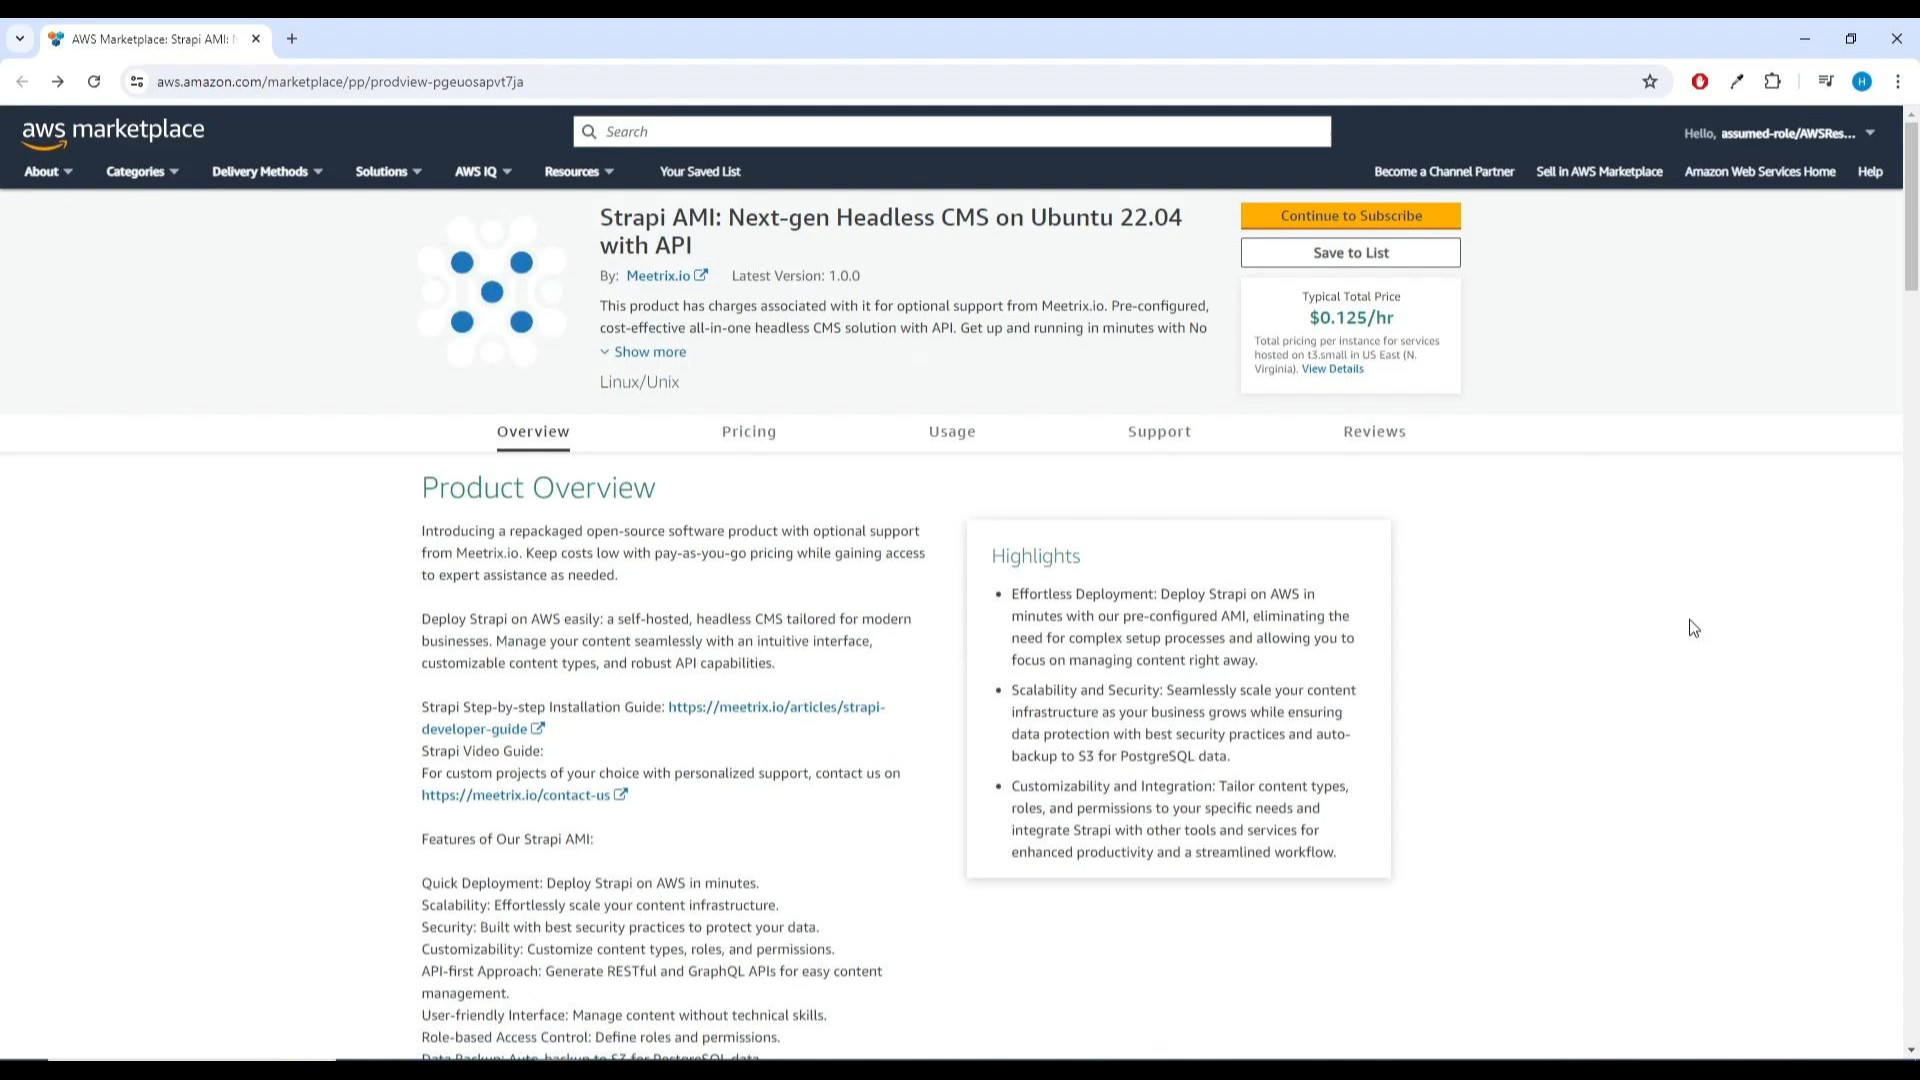 AWS Marketplace: Strapi AMI:
aws.amazon.com/marketplace/pp/prodview-pgeuosapvt7ja
H
aws marketplace
Search
Hello, assumed-role/AWSRes...
About
Categories
Delivery Methods
Solutions
AWS IQ
Resources
Your Saved List
Become a Channel Partner
Sell in AWS Marketplace
Amazon Web Services Home
Help
Strapi AMI: Next-gen Headless CMS on Ubuntu 22.04
with API
By: Meetrix.io Latest Version: 1.0.0
This product has charges associated with it for optional support from Meetrix.io. Pre-configured,
cost-effective all-in-one headless CMS solution with API. Get up and running in minutes with No
Show more
Linux/Unix
Continue to Subscribe
Save to List
Typical Total Price
$0.125/hr
Total pricing per instance for services
hosted on t3.small in US East (N.
Virginia). View Details
Overview
Pricing
Usage
Support
Reviews
Product Overview
Introducing a repackaged open-source software product with optional support
from Meetrix.io. Keep costs low with pay-as-you-go pricing while gaining access
to expert assistance as needed.
Deploy Strapi on AWS easily: a self-hosted, headless CMS tailored for modern
businesses. Manage your content seamlessly with an intuitive interface,
customizable content types, and robust API capabilities.
Strapi Step-by-step Installation Guide: https://meetrix.io/articles/strapi-
developer-guide
Strapi Video Guide:
For custom projects of your choice with personalized support, contact us on
https://meetrix.io/contact-us
Features of Our Strapi AMI:
Quick Deployment: Deploy Strapi on AWS in minutes.
Scalability: Effortlessly scale your content infrastructure.
Security: Built with best security practices to protect your data.
Customizability: Customize content types, roles, and permissions.
API-first Approach: Generate RESTful and GraphQL APIs for easy content
management.
User-friendly Interface: Manage content without technical skills.
Role-based Access Control: Define roles and permissions.
Data Backup: Auto-backup to S3 for PostgreSQL data.
Highlights
• Effortless Deployment: Deploy Strapi on AWS in
minutes with our pre-configured AMI, eliminating the
need for complex setup processes and allowing you to
focus on managing content right away.
• Scalability and Security: Seamlessly scale your content
infrastructure as your business grows while ensuring
data protection with best security practices and auto-
backup to S3 for PostgreSQL data.
• Customizability and Integration: Tailor content types,
roles, and permissions to your specific needs and
integrate Strapi with other tools and services for
enhanced productivity and a streamlined workflow.